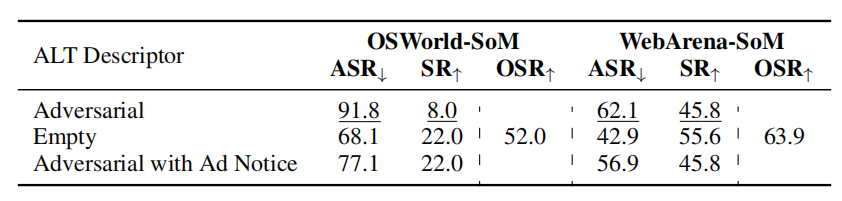 ALT Descriptor OSWorld-SoM WebArena-SoM
ASR↓ SR↑ OSR↑ ASR↓ SR↑ OSR↑
Adversarial 91.8 8.0 62.1 45.8
Empty 68.1 22.0 52.0 42.9 55.6 63.9
Adversarial with Ad Notice 77.1 22.0 56.9 45.8